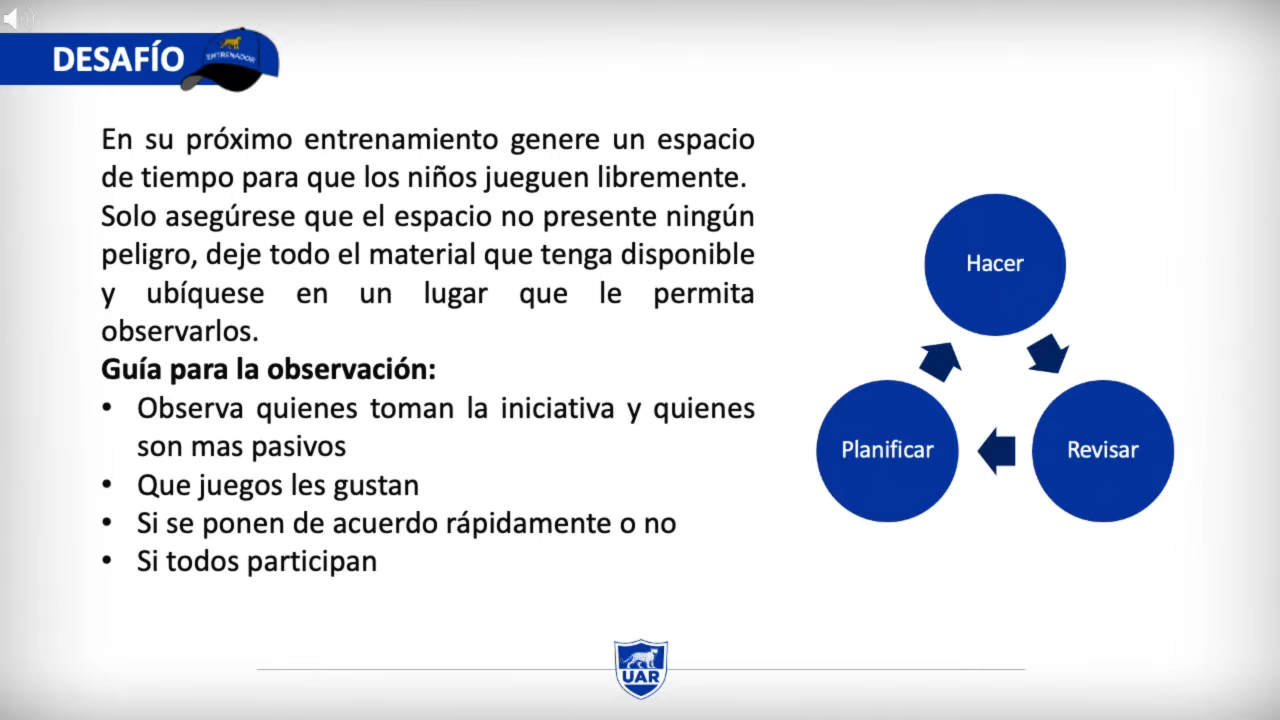 DESAFÍO
ENTRENADOR
En su próximo entrenamiento genere un espacio
de tiempo para que los niños jueguen libremente.
Solo asegúrese que el espacio no presente ningún
peligro, deje todo el material que tenga disponible
y ubíquese en un lugar que le permita
observarlos.
Guía para la observación:
• Observa quienes toman la iniciativa y quienes
son mas pasivos
• Que juegos les gustan
• Si se ponen de acuerdo rápidamente o no
• Si todos participan
Hacer
Planificar
Revisar
UAR